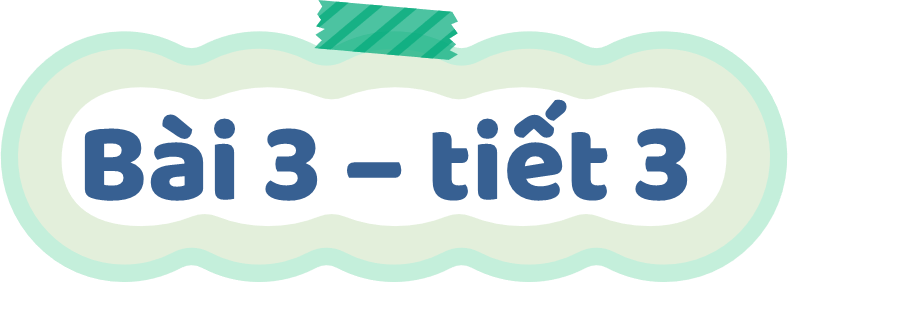 Bài 3 – tiết 3